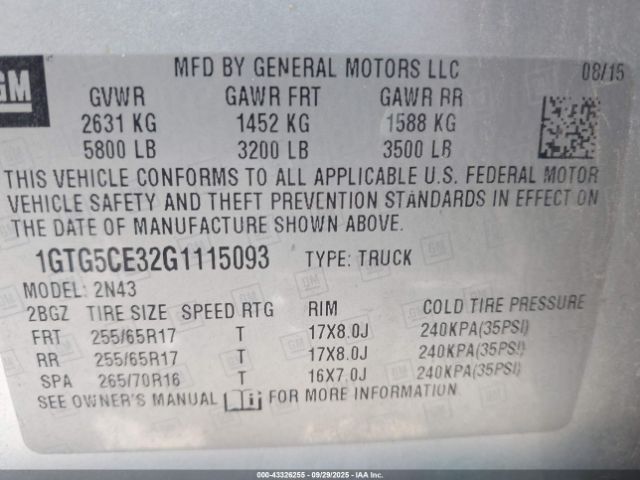 GM
MFD BY GENERAL MOTORS LLC 08/15
GVWR GAWR FRT GAWR RR
2631 KG 1452 KG 1588 KG
5800 LB 3200 LB 3500 LB
THIS VEHICLE CONFORMS TO ALL APPLICABLE U.S. FEDERAL MOTOR
VEHICLE SAFETY AND THEFT PREVENTION STANDARDS IN EFFECT ON
THE DATE OF MANUFACTURE SHOWN ABOVE.
1GTG5CE32G1115093 TYPE: TRUCK
MODEL: 2N43
2BGZ TIRE SIZE SPEED RTG RIM COLD TIRE PRESSURE
FRT 255/65R17 T 17X8.0J 240KPA(35PSI)
RR 255/65R17 T 17X8.0J 240KPA(35PSI)
SPA 265/70R16 T 16X7.0J 240KPA(35PSI)
SEE OWNER'S MANUAL FOR MORE INFORMATION
000-43326255 - 09/29/2025 - IAAI.COM